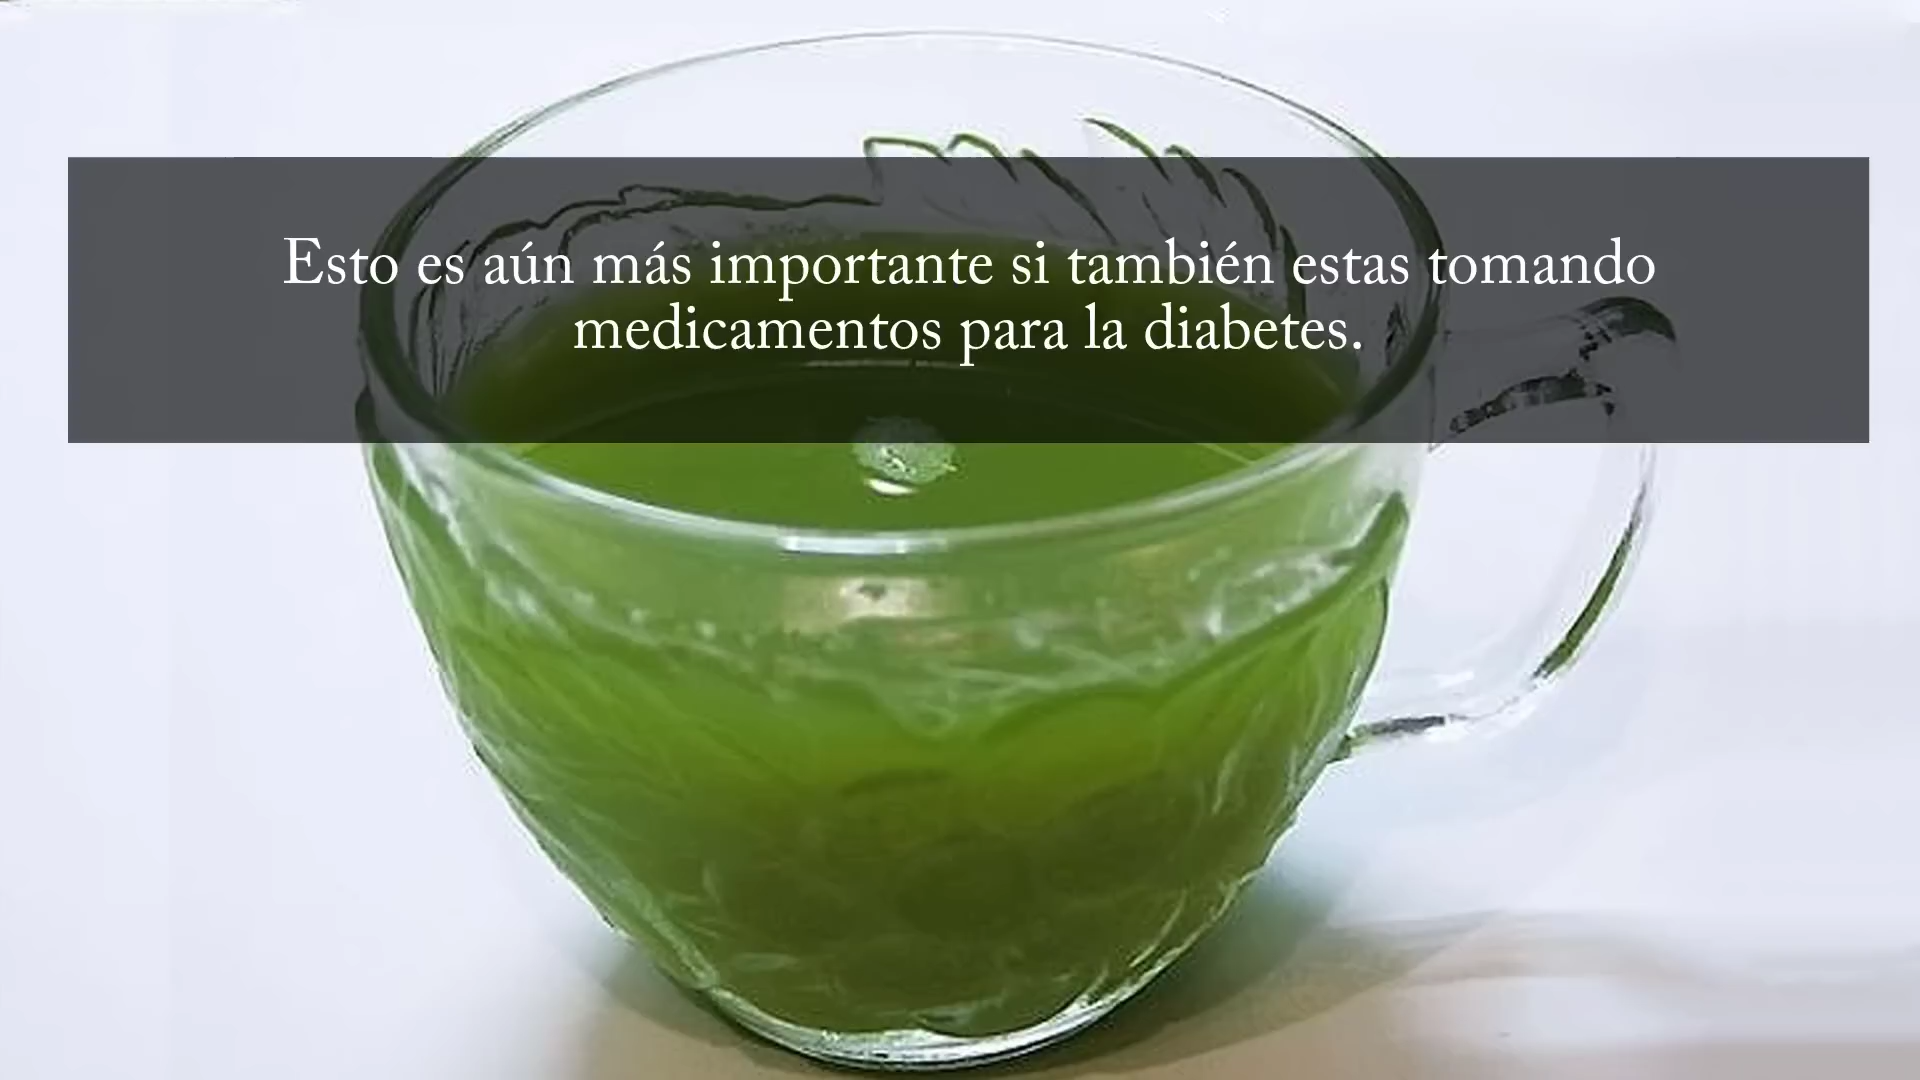 Esto es aún más importante si también estas tomando
medicamentos para la diabetes.